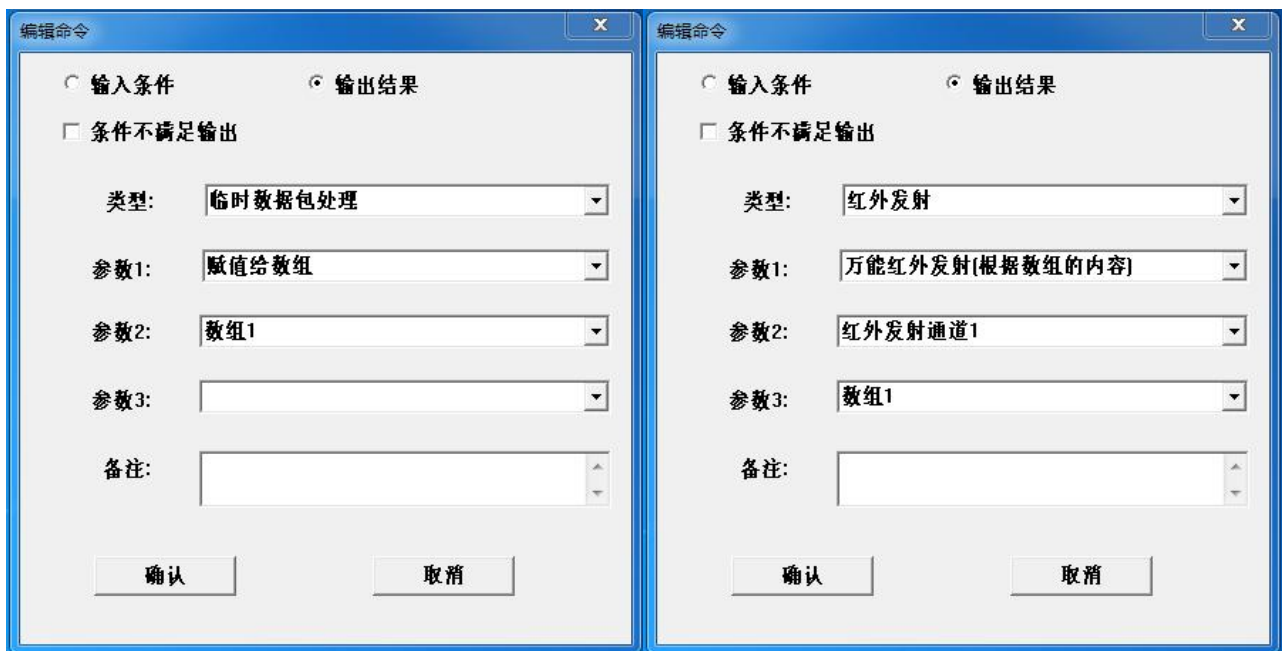 编辑命令
输入条件 输出结果
条件不满足输出
类型: 临时数据包处理
参数1: 赋值给数组
参数2: 数组1
参数3:
备注:
确认 取消
编辑命令
输入条件 输出结果
条件不满足输出
类型: 红外发射
参数1: 万能红外发射(根据数组的内容)
参数2: 红外发射通道1
参数3: 数组1
备注:
确认 取消